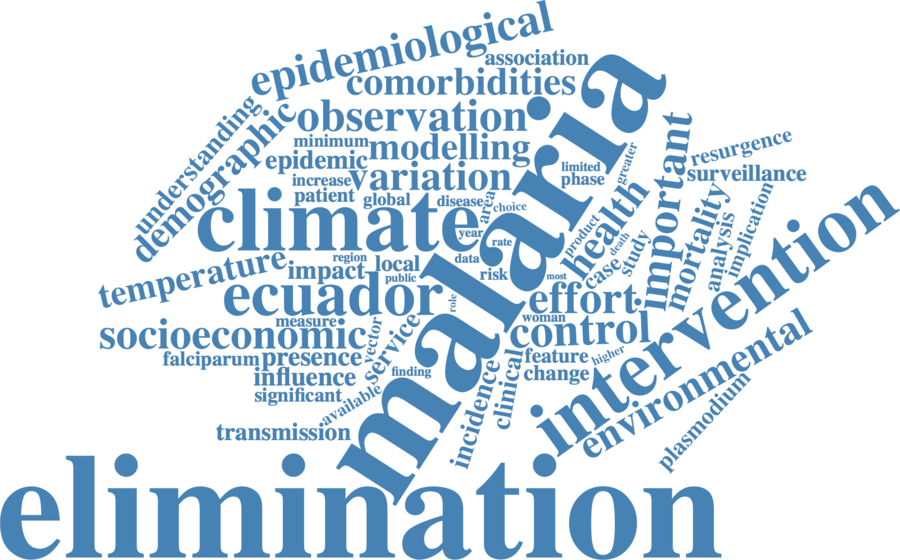 epidemiological
association
comorbidities
understanding
demographic
observation
malaria
minimum
modelling
epidemic
variation
increase
patient
global
disease
area
choice
limited
phase
greater
important
resurgence
surveillance
climate
year
rate
data
product
health
death
study
case
mortality
analysis
implication
temperature
region
impact
local
public
risk
most
ecuador
role
effort
woman
control
intervention
socioeconomic
measure
vector
service
falciparum
presence
influence
significant
available
finding
feature
higher
change
environmental
plasmodium
incidence
clinical
transmission
elimination